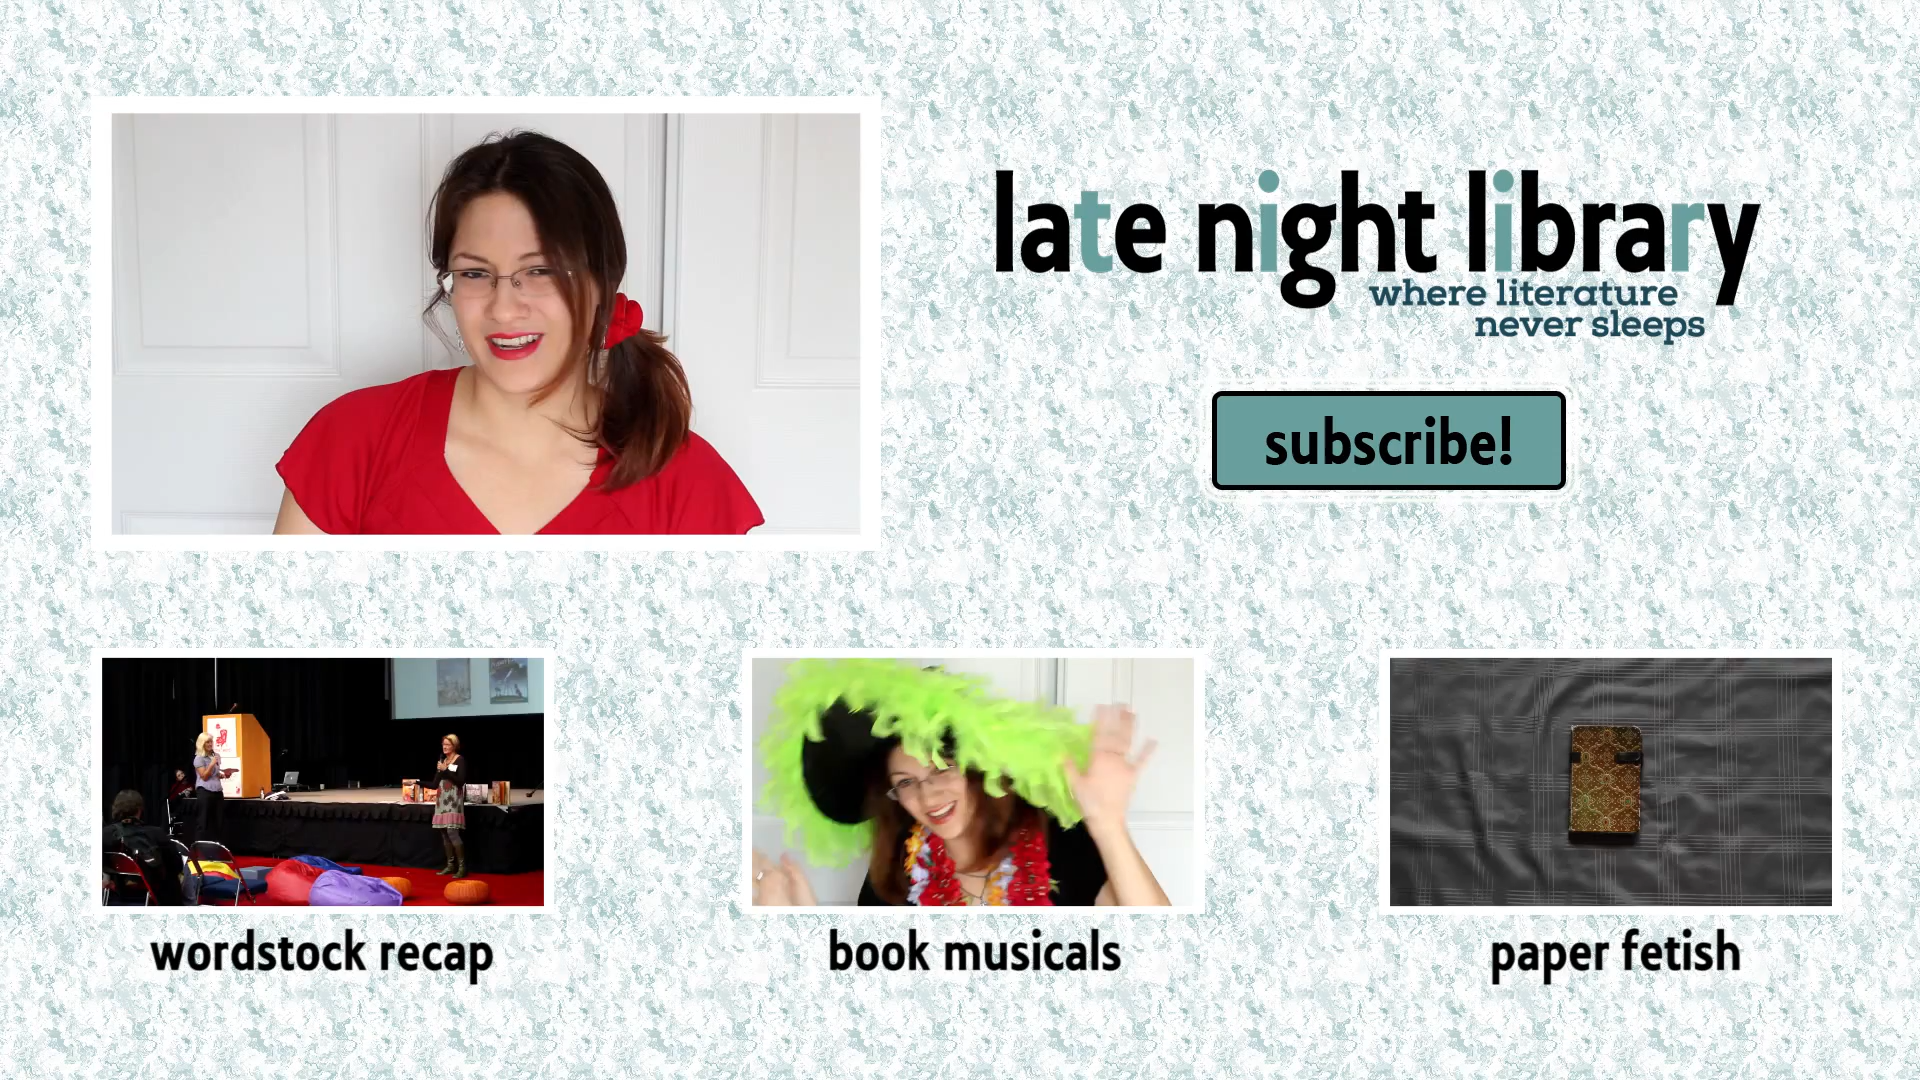 late night library
where literature
never sleeps
subscribe!
wordstock recap
book musicals
paper fetish